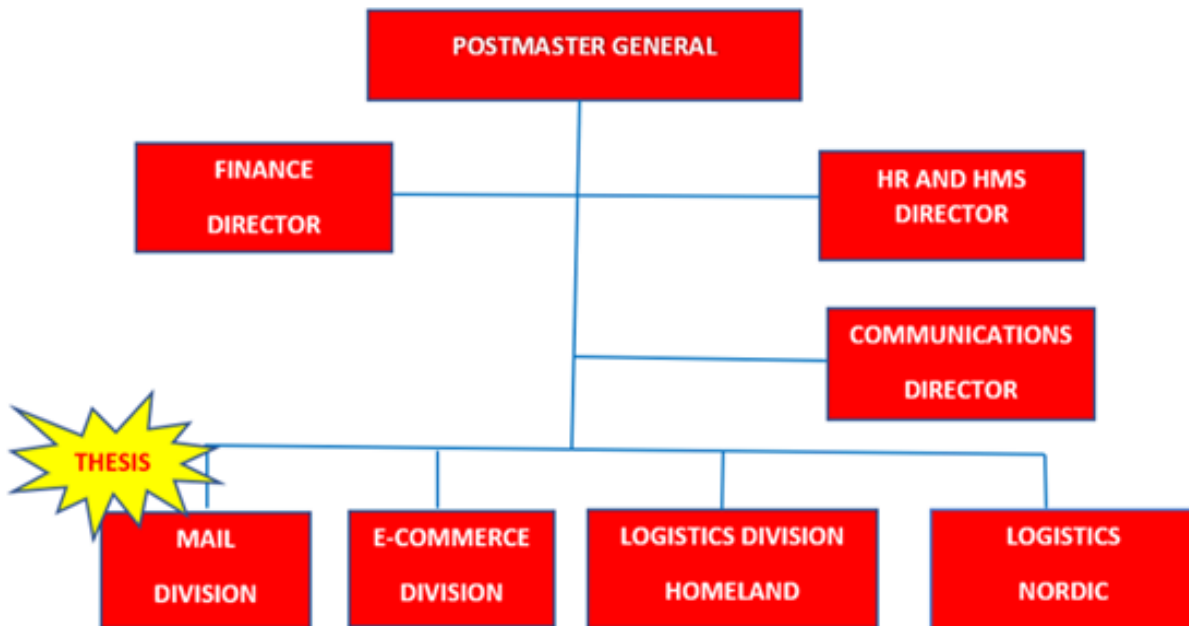 POSTMASTER GENERAL
FINANCE
DIRECTOR
HR AND HMS
DIRECTOR
COMMUNICATIONS
DIRECTOR
THESIS
MAIL
DIVISION
E-COMMERCE
DIVISION
LOGISTICS DIVISION
HOMELAND
LOGISTICS
NORDIC